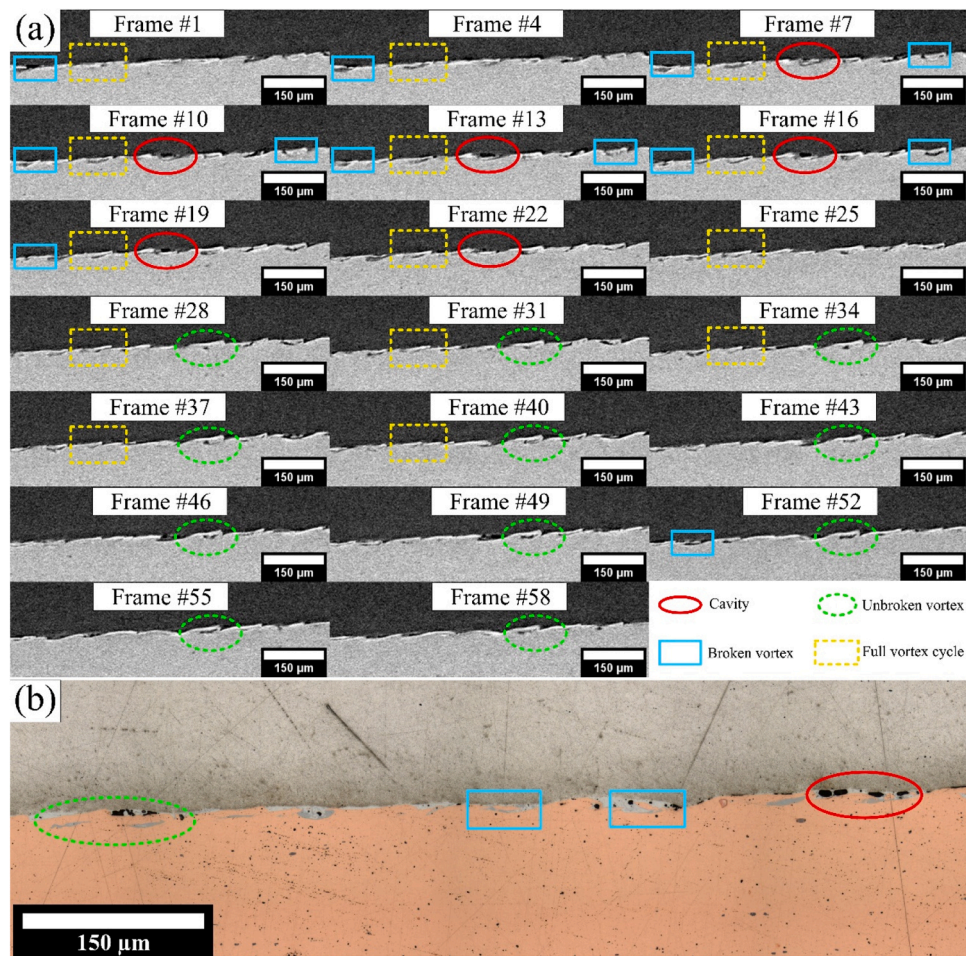 (a)
Frame #1
Frame #4
Frame #7
150 µm
150 µm
150 µm
Frame #10
Frame #13
Frame #16
150 µm
150 µm
150 µm
Frame #19
Frame #22
Frame #25
150 µm
150 µm
150 µm
Frame #28
Frame #31
Frame #34
150 µm
150 µm
150 µm
Frame #37
Frame #40
Frame #43
150 µm
150 µm
150 µm
Frame #46
Frame #49
Frame #52
150 µm
150 µm
150 µm
Frame #55
Frame #58
150 µm
150 µm
Cavity
Unbroken vortex
Broken vortex
Full vortex cycle
(b)
150 µm